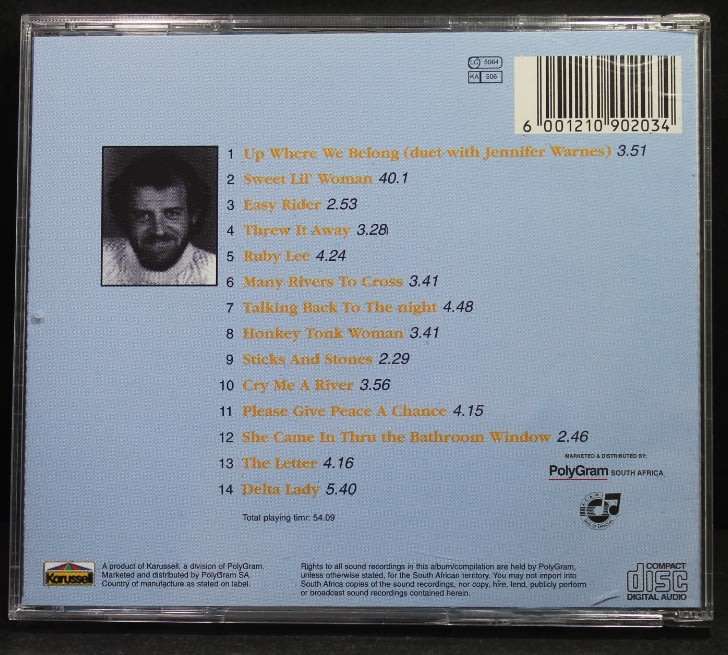 LC 5064
KA 506
6 001210 902034
1 Up Where We Belong (duet with Jennifer Warnes) 3.51
2 Sweet Lil' Woman 40.1
3 Easy Rider 2.53
4 Threw It Away 3.28
5 Ruby Lee 4.24
6 Many Rivers To Cross 3.41
7 Talking Back To The night 4.48
8 Honkey Tonk Woman 3.41
9 Sticks And Stones 2.29
10 Cry Me A River 3.56
11 Please Give Peace A Chance 4.15
12 She Came In Thru the Bathroom Window 2.46
13 The Letter 4.16
14 Delta Lady 5.40
Total playing timr: 54.09
MARKETED & DISTRIBUTED BY:
PolyGram SOUTH AFRICA
Karussell
A product of Karussell, a division of PolyGram.
Marketed and distributed by PolyGram SA.
Country of manufacture as stated on label.
Rights to all sound recordings in this album/compilation are held by PolyGram,
unless otherwise stated, for the South African territory. You may not import into
South Africa copies of the sound recordings, nor copy, hire, lend, publicly perform
or broadcast sound recordings contained herein.
COMPACT
disc
DIGITAL AUDIO